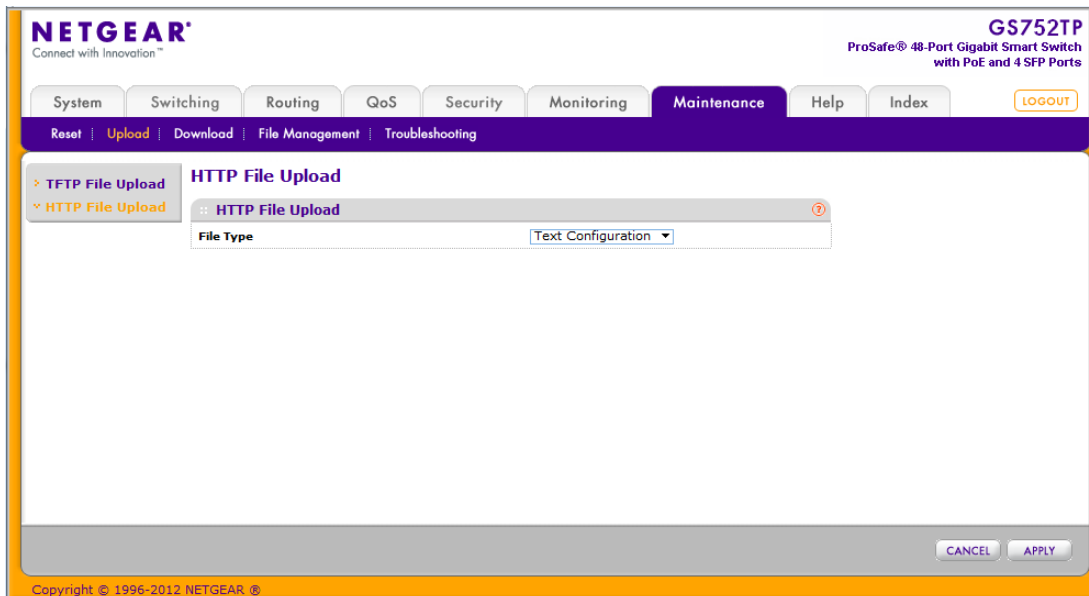 NETGEAR®
Connect with Innovation™
GS752TP
ProSafe® 48-Port Gigabit Smart Switch
with PoE and 4 SFP Ports
System Switching Routing QoS Security Monitoring Maintenance Help Index LOGOUT
Reset Upload Download File Management Troubleshooting
TFTP File Upload
HTTP File Upload
HTTP File Upload
HTTP File Upload ?
File Type Text Configuration
CANCEL APPLY
Copyright © 1996-2012 NETGEAR ®